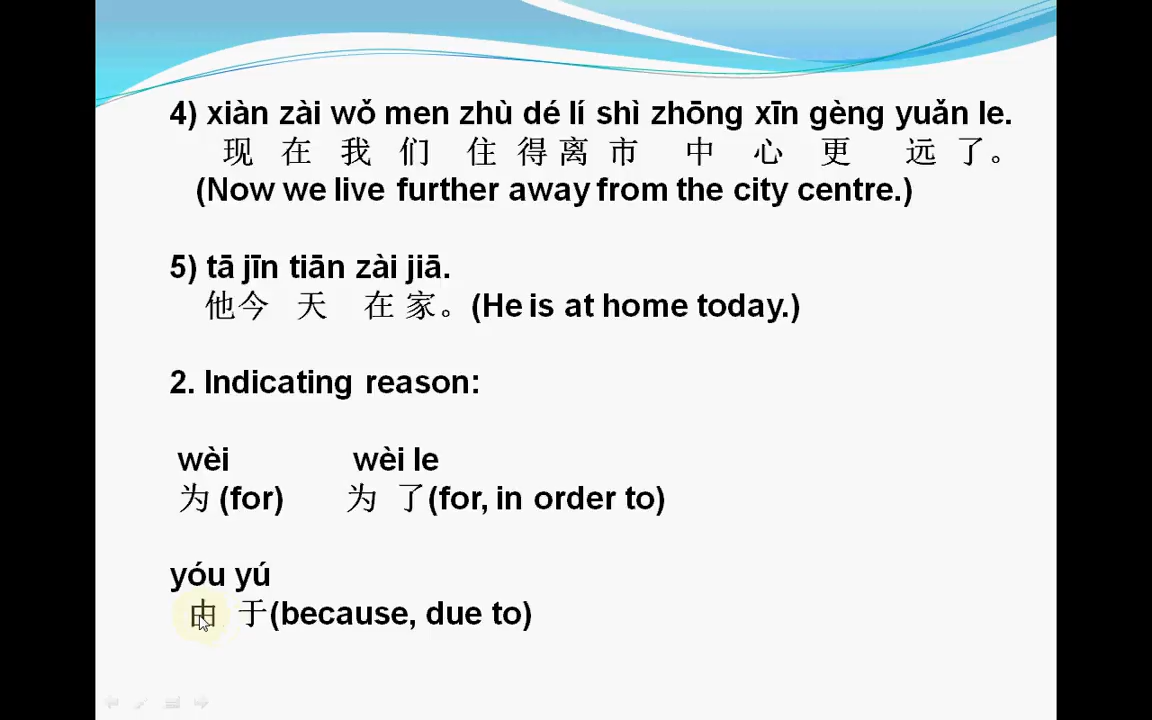 4) xiàn zài wǒ men zhù dé lí shì zhōng xīn gèng yuǎn le.
现 在 我 们 住 得 离 市 中 心 更 远 了。
(Now we live further away from the city centre.)
5) tā jīn tiān zài jiā.
他今 天 在 家。(He is at home today.)
2. Indicating reason:
wèi wèi le
为 (for) 为 了(for, in order to)
yóu yú
由 于(because, due to)